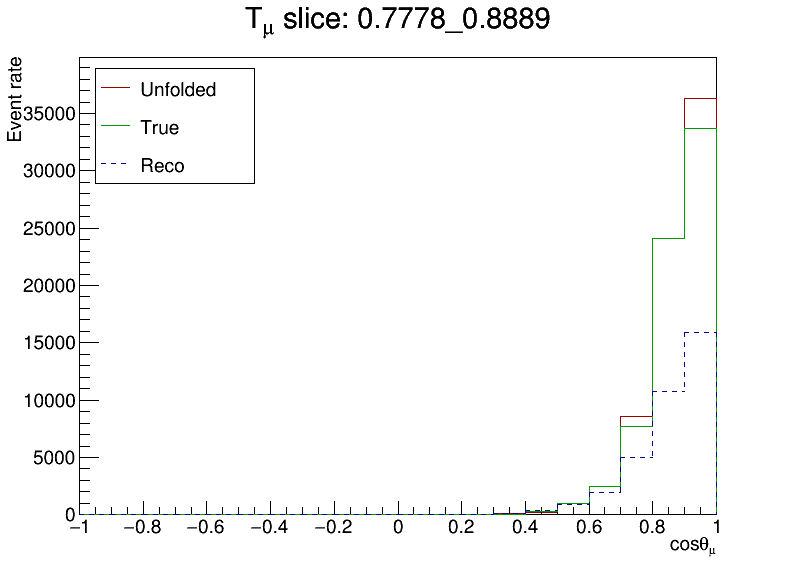 Tμ slice: 0.7778_0.8889
Event rate
Unfolded
True
Reco
35000
30000
25000
20000
15000
10000
5000
0
−1 −0.8 −0.6 −0.4 −0.2 0 0.2 0.4 0.6 0.8 1
cosθμ